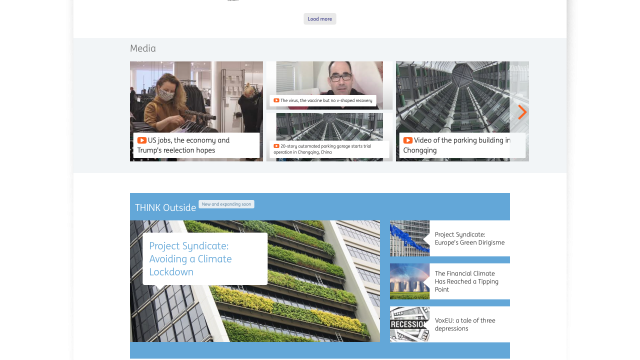 Load more
Media
US jobs, the economy and
Trump's reelection hopes
The virus, the vaccine but no v-shaped recovery
20-story automated parking garage starts trial
operation in Chongqing, China
Video of the parking building in
Chongqing
THINK Outside
New and expanding soon
Project Syndicate:
Avoiding a Climate
Lockdown
Project Syndicate:
Europe's Green Dirigisme
The Financial Climate
Has Reached a Tipping
Point
RECESSION
VoxEU: a tale of three
depressions